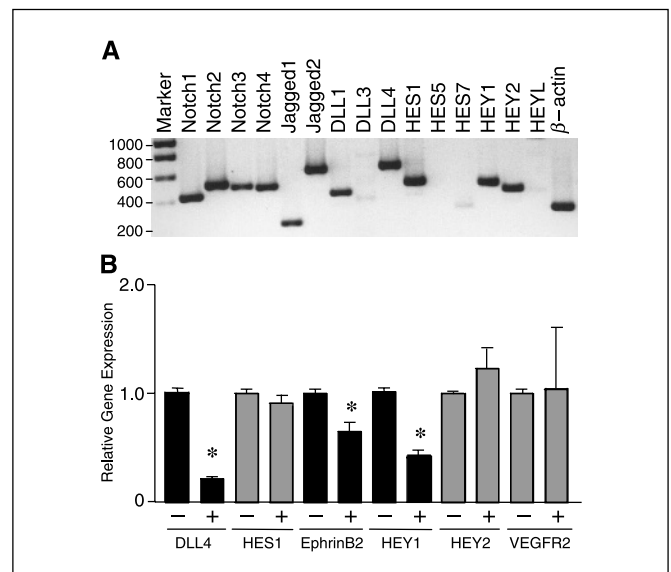 A
Marker Notch1 Notch2 Notch3 Notch4 Jagged1 Jagged2 DLL1 DLL3 DLL4 HES1 HES5 HES7 HEY1 HEY2 HEYL β-actin
1000
800
600
400
200
B
Relative Gene Expression
2.0
1.0
0
* * *
− + − + − + − + − + − +
DLL4 HES1 EphrinB2 HEY1 HEY2 VEGFR2